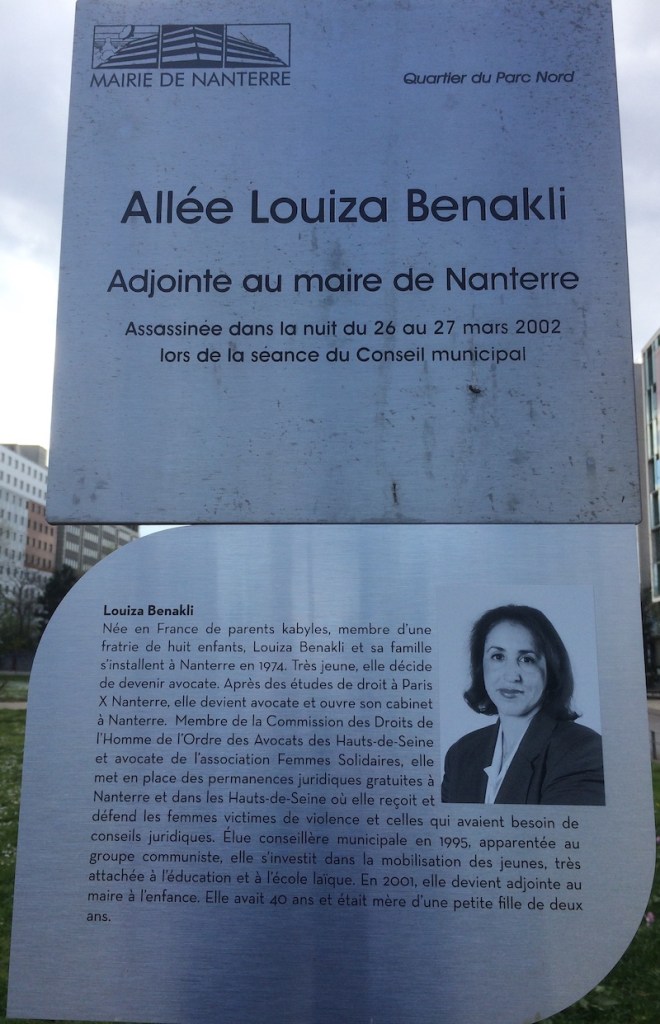 MAIRIE DE NANTERRE
Quartier du Parc Nord
Allée Louiza Benakli
Adjointe au maire de Nanterre
Assassinée dans la nuit du 26 au 27 mars 2002
lors de la séance du Conseil municipal
Louiza Benakli
Née en France de parents kabyles, membre d'une
fratrie de huit enfants, Louiza Benakli et sa famille
s'installent à Nanterre en 1974. Très jeune, elle décide
de devenir avocate. Après des études de droit à Paris
X Nanterre, elle devient avocate et ouvre son cabinet
à Nanterre. Membre de la Commission des Droits de
l'Homme de l'Ordre des Avocats des Hauts-de-Seine
et avocate de l'association Femmes Solidaires, elle
met en place des permanences juridiques gratuites à
Nanterre et dans les Hauts-de-Seine où elle reçoit et
défend les femmes victimes de violence et celles qui avaient besoin de
conseils juridiques. Élue conseillère municipale en 1995, apparentée au
groupe communiste, elle s'investit dans la mobilisation des jeunes, très
attachée à l'éducation et à l'école laïque. En 2001, elle devient adjointe au
maire à l'enfance. Elle avait 40 ans et était mère d'une petite fille de deux
ans.